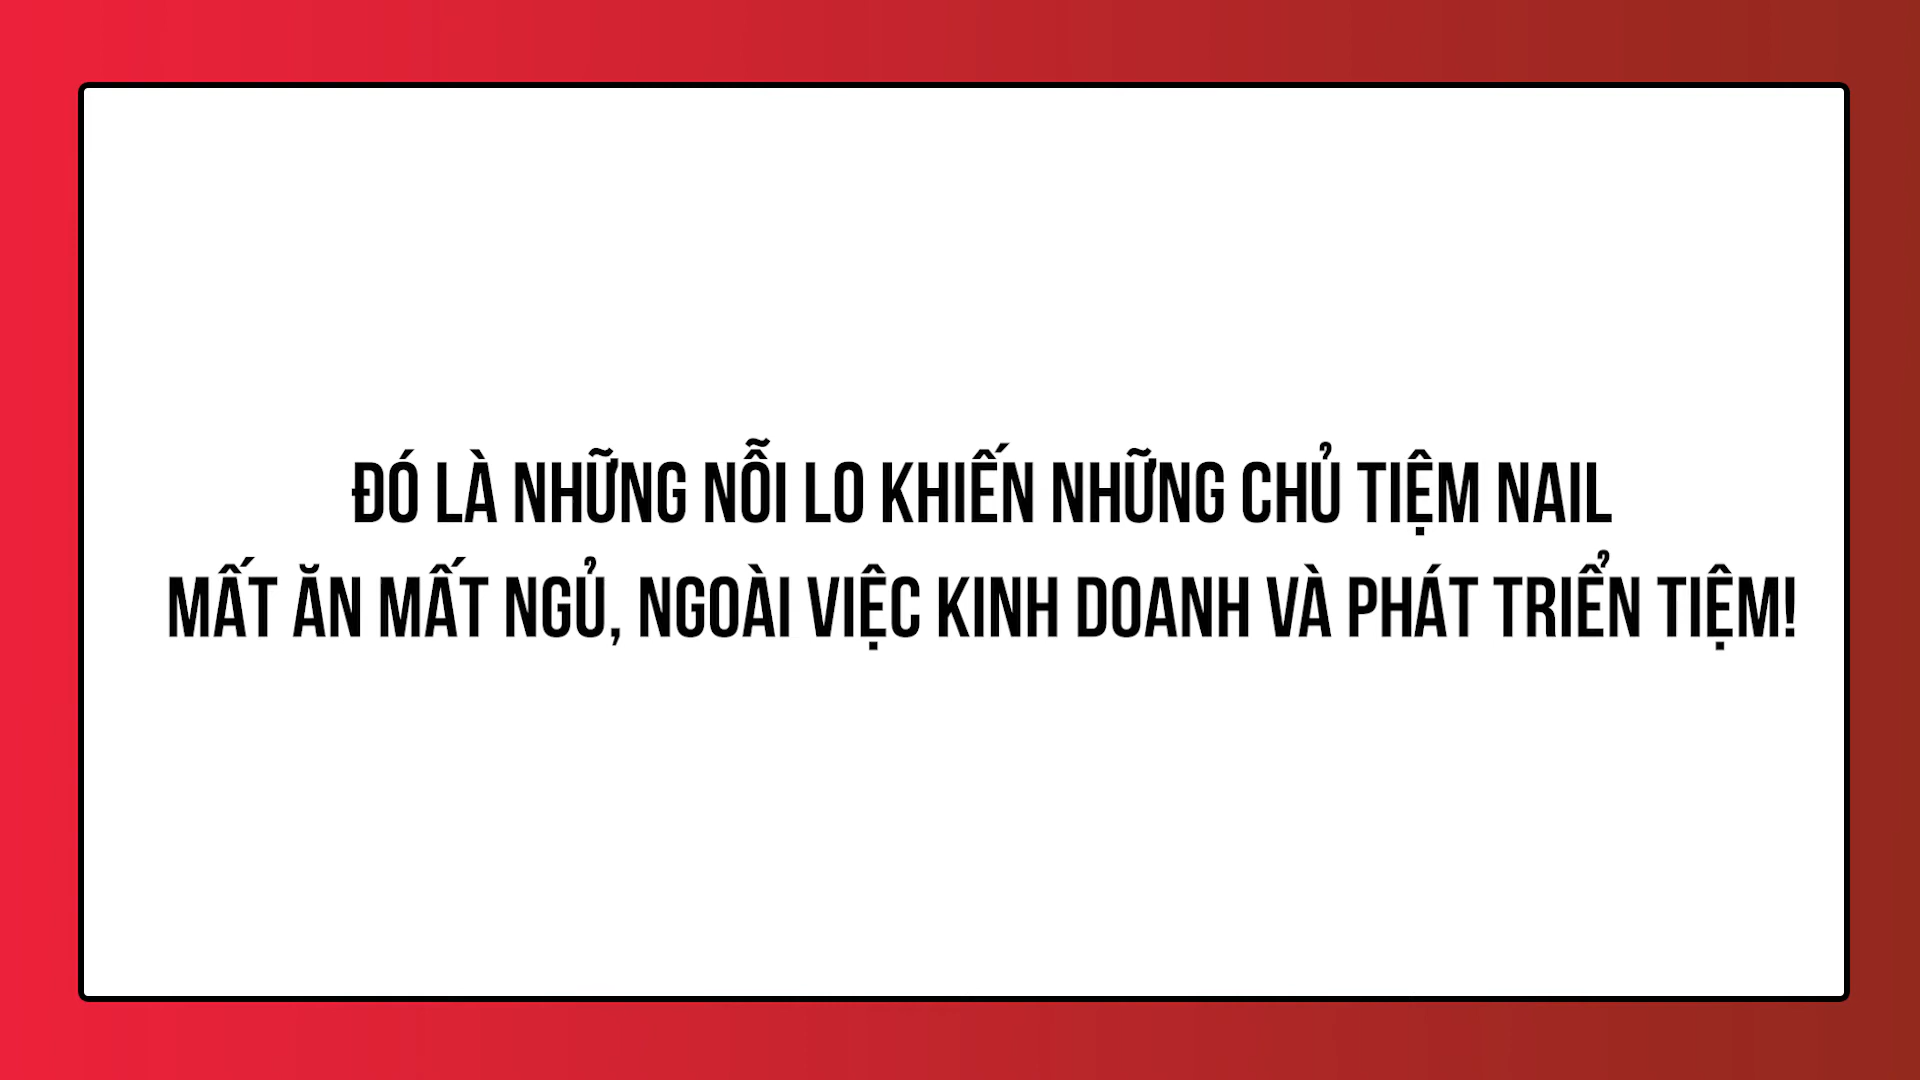 ĐÓ LÀ NHỮNG NỖI LO KHIẾN NHỮNG CHỦ TIỆM NAIL
MẤT ĂN MẤT NGỦ, NGOÀI VIỆC KINH DOANH VÀ PHÁT TRIỂN TIỆM!